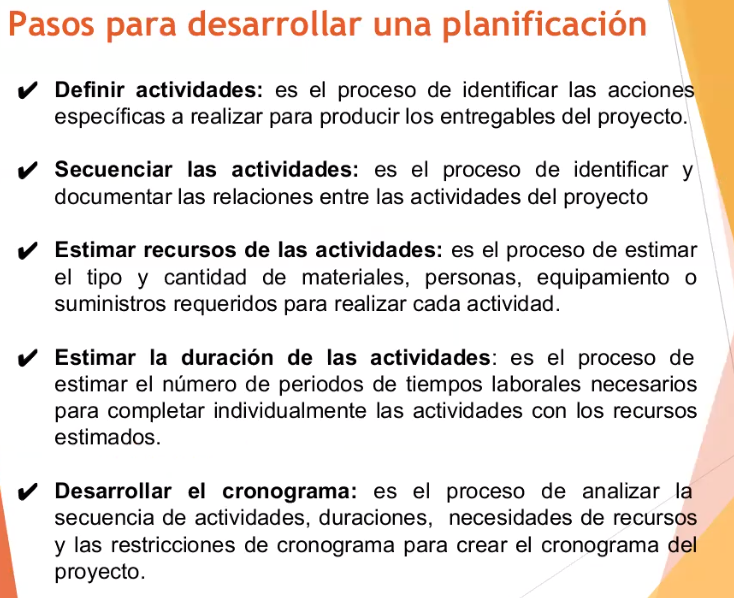 Pasos para desarrollar una planificación
✔ Definir actividades: es el proceso de identificar las acciones
específicas a realizar para producir los entregables del proyecto.
✔ Secuenciar las actividades: es el proceso de identificar y
documentar las relaciones entre las actividades del proyecto
✔ Estimar recursos de las actividades: es el proceso de estimar
el tipo y cantidad de materiales, personas, equipamiento o
suministros requeridos para realizar cada actividad.
✔ Estimar la duración de las actividades: es el proceso de
estimar el número de periodos de tiempos laborales necesarios
para completar individualmente las actividades con los recursos
estimados.
✔ Desarrollar el cronograma: es el proceso de analizar la
secuencia de actividades, duraciones, necesidades de recursos
y las restricciones de cronograma para crear el cronograma del
proyecto.